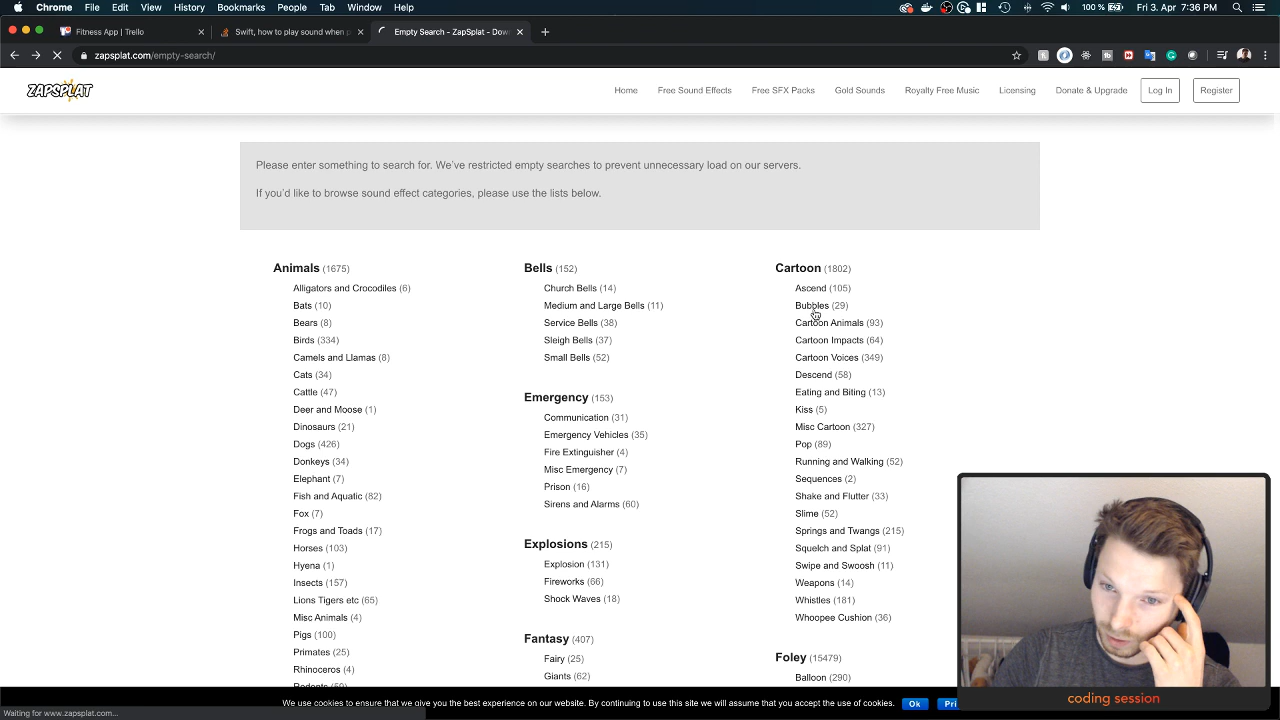 Chrome File Edit View History Bookmarks People Tab Window Help
100 % Fri 3. Apr 7:36 PM
Fitness App | Trello
Swift, how to play sound when p
Empty Search - ZapSplat - Dow
zapsplat.com/empty-search/
ZAPSPLAT
Home Free Sound Effects Free SFX Packs Gold Sounds Royalty Free Music Licensing Donate & Upgrade Log In Register
Please enter something to search for. We've restricted empty searches to prevent unnecessary load on our servers.
If you'd like to browse sound effect categories, please use the lists below.
Animals (1675)
Alligators and Crocodiles (6)
Bats (10)
Bears (8)
Birds (334)
Camels and Llamas (8)
Cats (34)
Cattle (47)
Deer and Moose (1)
Dinosaurs (21)
Dogs (426)
Donkeys (34)
Elephant (7)
Fish and Aquatic (82)
Fox (7)
Frogs and Toads (17)
Horses (103)
Hyena (1)
Insects (157)
Lions Tigers etc (65)
Misc Animals (4)
Pigs (100)
Primates (25)
Rhinoceros (4)
Bells (152)
Church Bells (14)
Medium and Large Bells (11)
Service Bells (38)
Sleigh Bells (37)
Small Bells (52)
Emergency (153)
Communication (31)
Emergency Vehicles (35)
Fire Extinguisher (4)
Misc Emergency (7)
Prison (16)
Sirens and Alarms (60)
Explosions (215)
Explosion (131)
Fireworks (66)
Shock Waves (18)
Fantasy (407)
Fairy (25)
Giants (62)
Cartoon (1802)
Ascend (105)
Bubbles (29)
Cartoon Animals (93)
Cartoon Impacts (64)
Cartoon Voices (349)
Descend (58)
Eating and Biting (13)
Kiss (5)
Misc Cartoon (327)
Pop (89)
Running and Walking (52)
Sequences (2)
Shake and Flutter (33)
Slime (52)
Springs and Twangs (215)
Squelch and Splat (91)
Swipe and Swoosh (11)
Weapons (14)
Whistles (181)
Whoopee Cushion (36)
Foley (15479)
Balloon (290)
We use cookies to ensure that we give you the best experience on our website. By continuing to use this site we will assume that you accept the use of cookies. Ok Pri
Waiting for www.zapsplat.com...
coding session